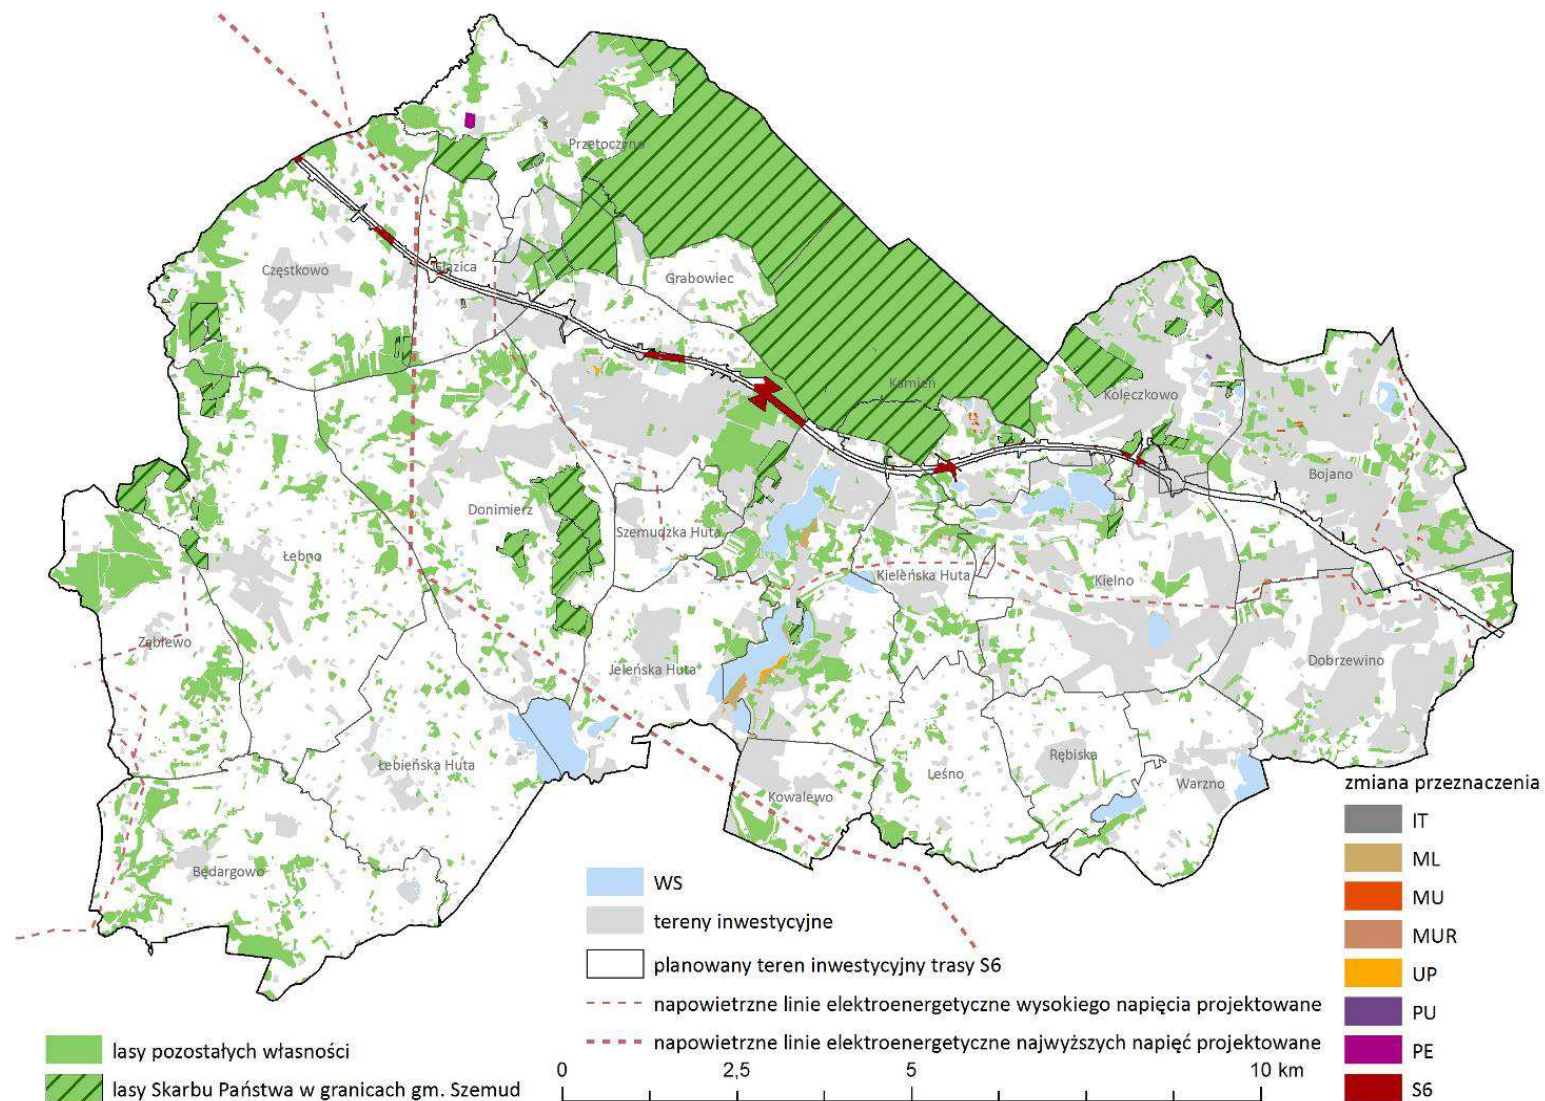 Przetoczyno
Częstkowo
Głazica
Grabowiec
Kamień
Koleczkowo
Bojano
Donimierz
Szemudzka Huta
Łebno
Kieleńska Huta
Kielno
Zęblewo
Jeleńska Huta
Dobrzewino
Łebieńska Huta
Kowalewo
Leśno
Rębiska
Warzno
Będargowo
zmiana przeznaczenia
IT
ML
MU
MUR
UP
PU
PE
S6
WS
tereny inwestycyjne
planowany teren inwestycyjny trasy S6
napowietrzne linie elektroenergetyczne wysokiego napięcia projektowane
napowietrzne linie elektroenergetyczne najwyższych napięć projektowane
lasy pozostałych własności
lasy Skarbu Państwa w granicach gm. Szemud
0 2,5 5 10 km